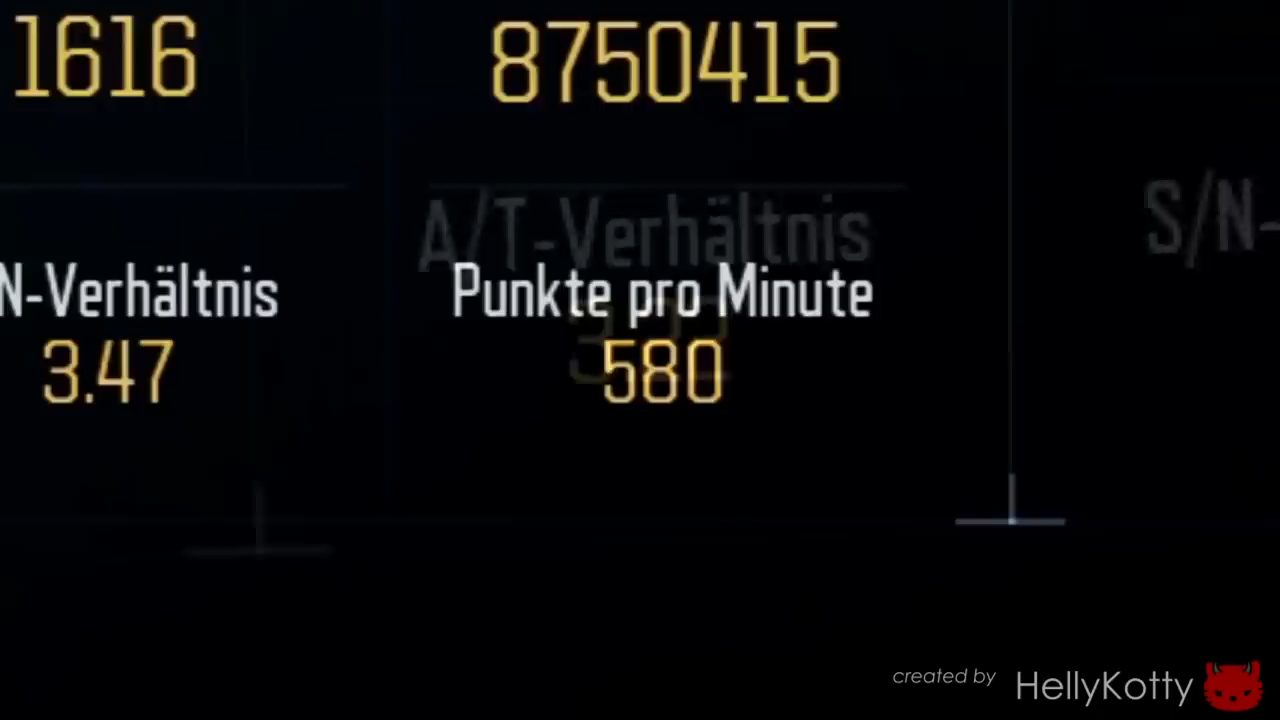 1616
8750415
A/T-Verhältnis
S/N-
N-Verhältnis
Punkte pro Minute
3.47
580
created by HellyKotty